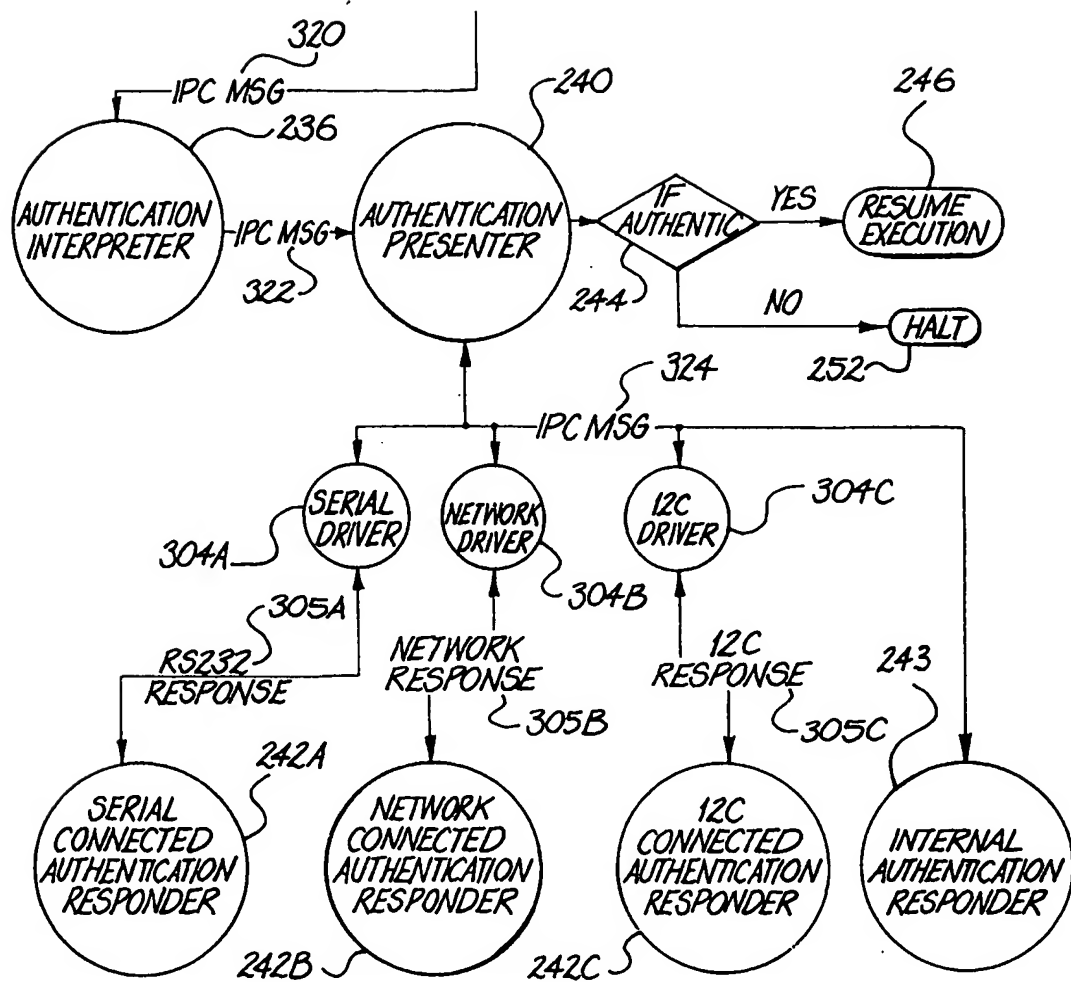 320
IPC MSG
236
240
246
AUTHENTICATION
INTERPRETER
IPC MSG
322
AUTHENTICATION
PRESENTER
IF
AUTHENTIC
244
YES
RESUME
EXECUTION
NO
HALT
252
324
IPC MSG
SERIAL
DRIVER
304A
NETWORK
DRIVER
304B
12C
DRIVER
304C
305A
RS232
RESPONSE
NETWORK
RESPONSE
305B
12C
RESPONSE
305C
243
242A
SERIAL
CONNECTED
AUTHENTICATION
RESPONDER
NETWORK
CONNECTED
AUTHENTICATION
RESPONDER
242B
12C
CONNECTED
AUTHENTICATION
RESPONDER
242C
INTERNAL
AUTHENTICATION
RESPONDER